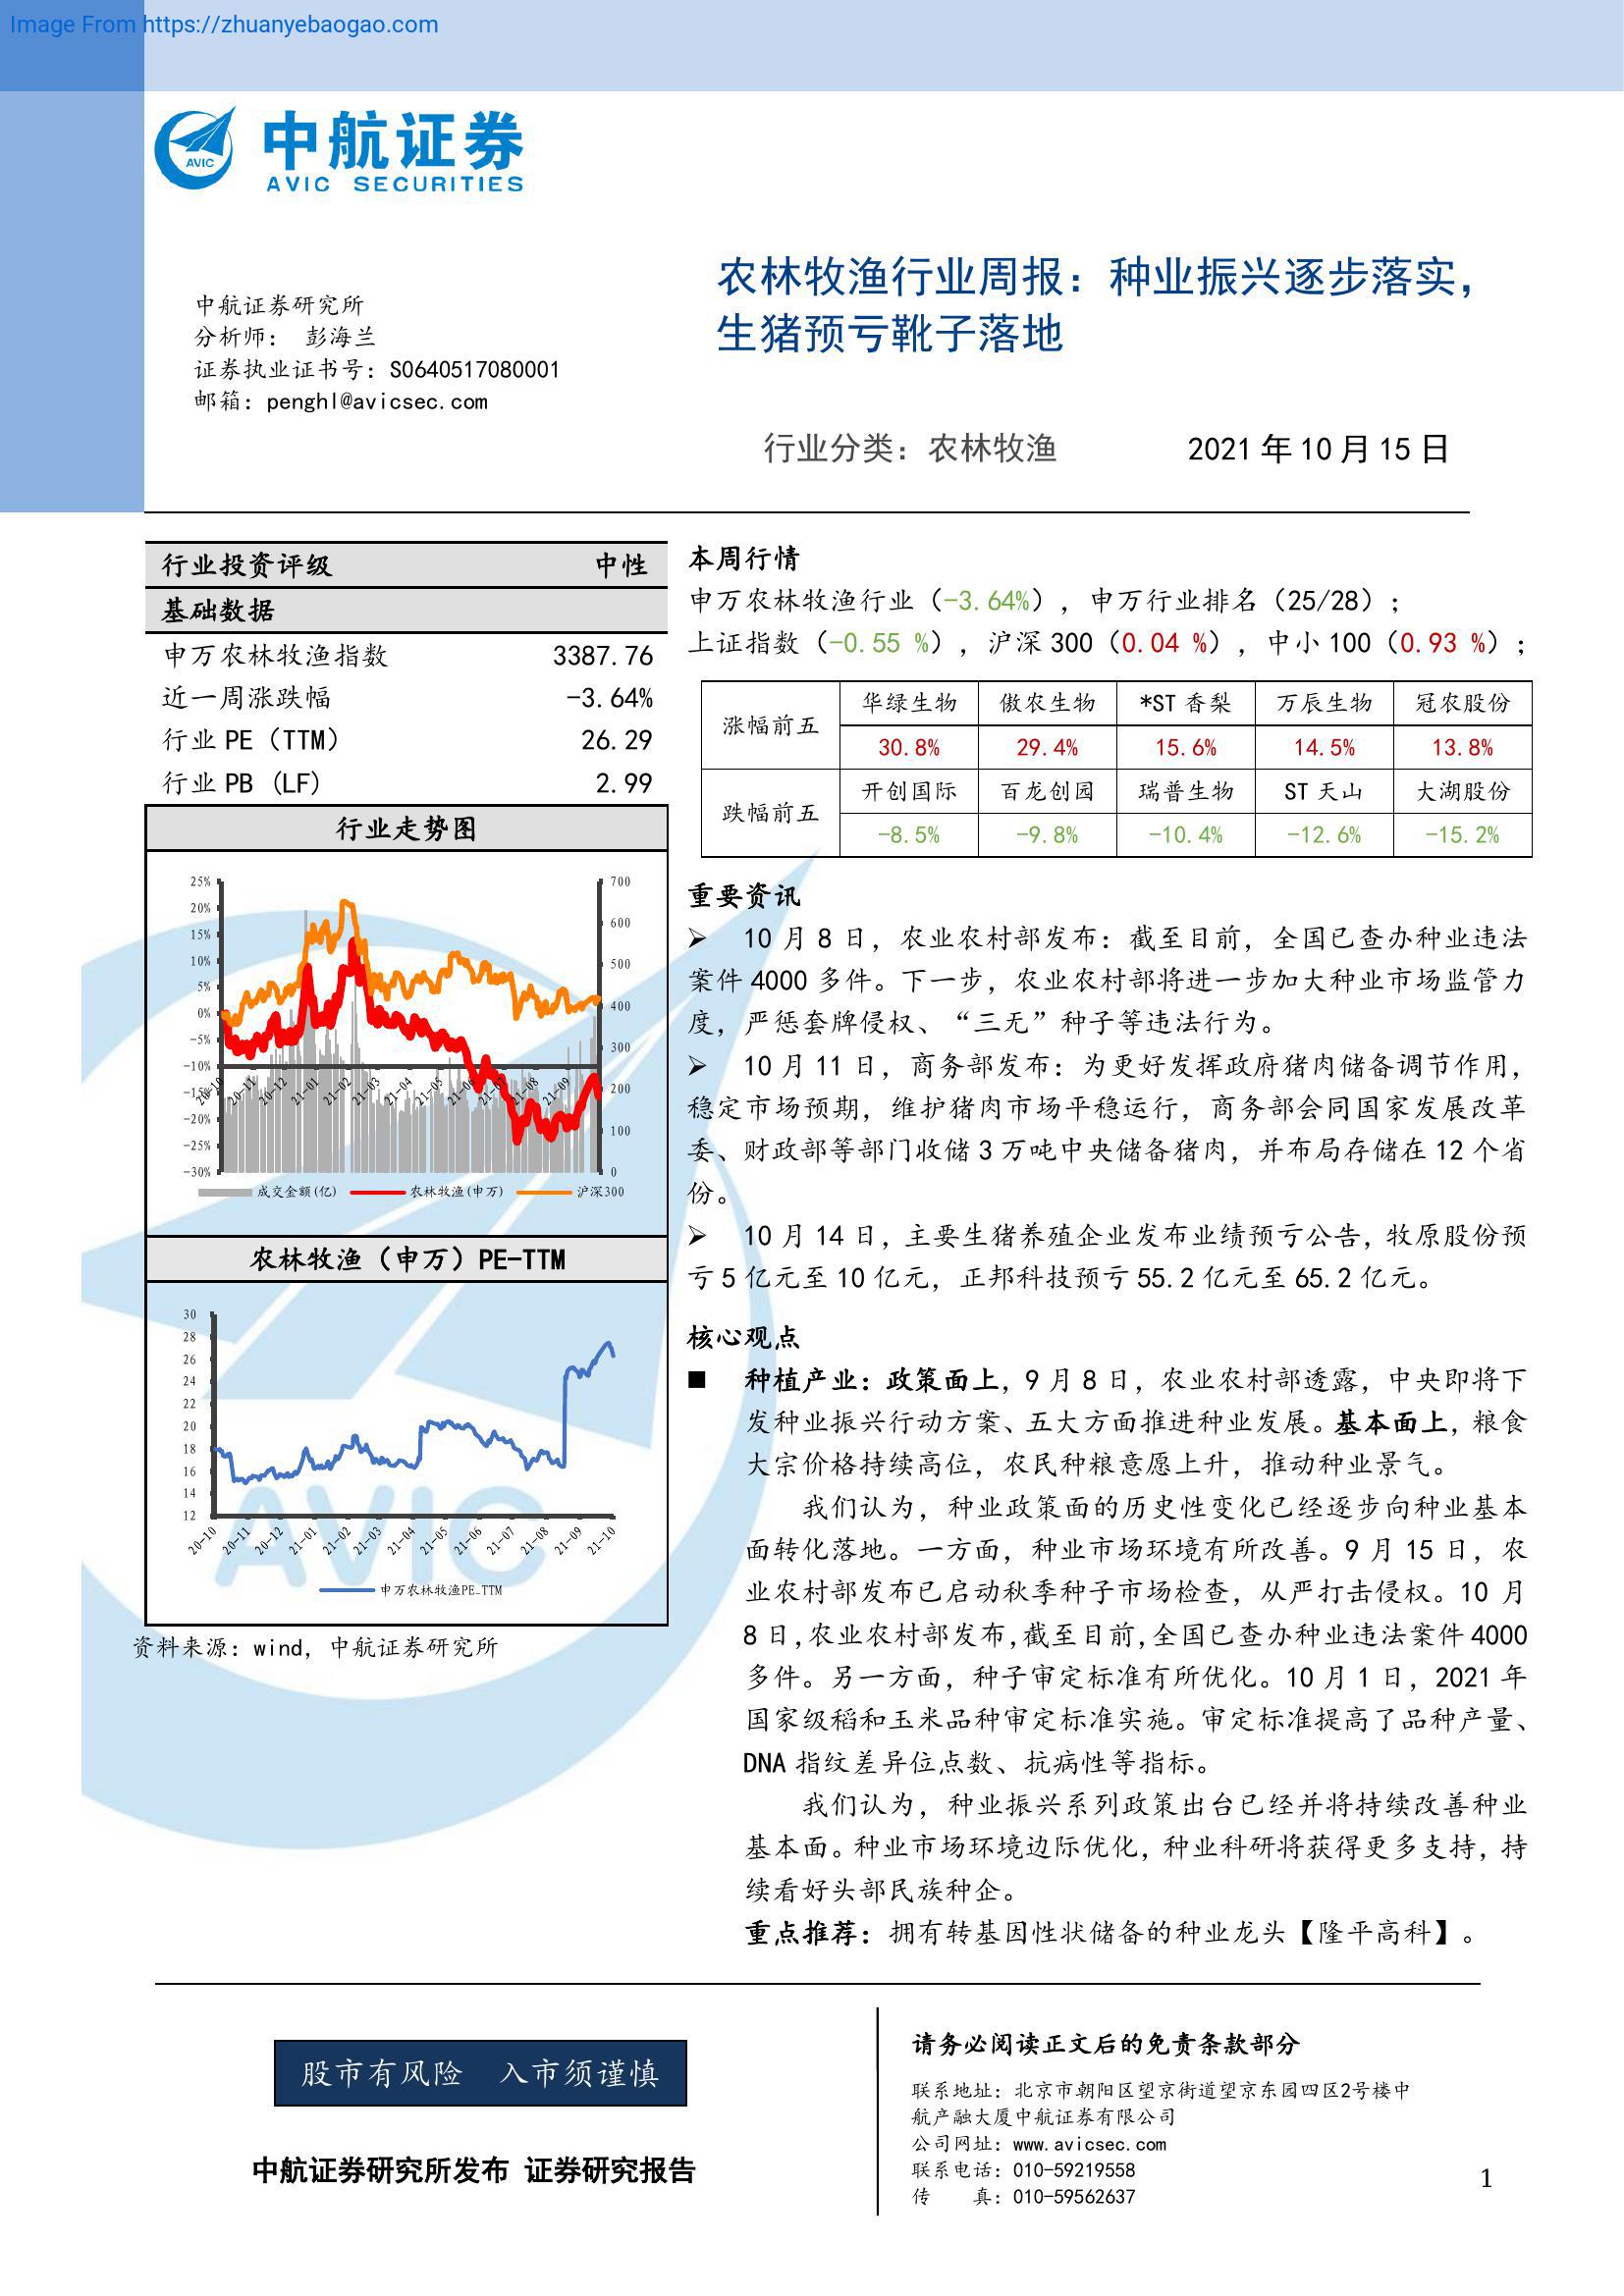 Image From https://zhuanyebaogao.com
AVIC
中航证券
AVIC SECURITIES
中航证券研究所
分析师： 彭海兰
证券执业证书号：S0640517080001
邮箱：penghl@avicsec.com
农林牧渔行业周报：种业振兴逐步落实，
生猪预亏靴子落地
行业分类：农林牧渔 2021年10月15日
行业投资评级 中性
基础数据
申万农林牧渔指数 3387.76
近一周涨跌幅 -3.64%
行业 PE（TTM） 26.29
行业 PB (LF) 2.99
行业走势图
25%
20%
15%
10%
5%
0%
-5%
-10%
-15%
-20%
-25%
-30%
700
600
500
400
300
200
100
0
20-10 20-11 20-12 21-01 21-02 21-03 21-04 21-05 21-06 21-07 21-08 21-09
成交金额(亿) 农林牧渔(申万) 沪深300
农林牧渔（申万）PE-TTM
30
28
26
24
22
20
18
16
14
12
20-10 20-11 20-12 21-01 21-02 21-03 21-04 21-05 21-06 21-07 21-08 21-09 21-10
申万农林牧渔PE-TTM
AVIC
资料来源：wind，中航证券研究所
本周行情
申万农林牧渔行业（-3.64%），申万行业排名（25/28）；
上证指数（-0.55 %），沪深 300（0.04 %），中小 100（0.93 %）；
涨幅前五 华绿生物 傲农生物 *ST 香梨 万辰生物 冠农股份
30.8% 29.4% 15.6% 14.5% 13.8%
跌幅前五 开创国际 百龙创园 瑞普生物 ST 天山 大湖股份
-8.5% -9.8% -10.4% -12.6% -15.2%
重要资讯
➢ 10 月 8 日，农业农村部发布：截至目前，全国已查办种业违法
案件 4000 多件。下一步，农业农村部将进一步加大种业市场监管力
度，严惩套牌侵权、“三无”种子等违法行为。
➢ 10 月 11 日，商务部发布：为更好发挥政府猪肉储备调节作用，
稳定市场预期，维护猪肉市场平稳运行，商务部会同国家发展改革
委、财政部等部门收储 3 万吨中央储备猪肉，并布局存储在 12 个省
份。
➢ 10 月 14 日，主要生猪养殖企业发布业绩预亏公告，牧原股份预
亏 5 亿元至 10 亿元，正邦科技预亏 55.2 亿元至 65.2 亿元。
核心观点
■ 种植产业：政策面上，9 月 8 日，农业农村部透露，中央即将下
发种业振兴行动方案、五大方面推进种业发展。基本面上，粮食
大宗价格持续高位，农民种粮意愿上升，推动种业景气。
我们认为，种业政策面的历史性变化已经逐步向种业基本
面转化落地。一方面，种业市场环境有所改善。9 月 15 日，农
业农村部发布已启动秋季种子市场检查，从严打击侵权。10 月
8 日,农业农村部发布,截至目前,全国已查办种业违法案件 4000
多件。另一方面，种子审定标准有所优化。10 月 1 日，2021 年
国家级稻和玉米品种审定标准实施。审定标准提高了品种产量、
DNA 指纹差异位点数、抗病性等指标。
我们认为，种业振兴系列政策出台已经并将持续改善种业
基本面。种业市场环境边际优化，种业科研将获得更多支持，持
续看好头部民族种企。
重点推荐：拥有转基因性状储备的种业龙头【隆平高科】。
股市有风险 入市须谨慎
中航证券研究所发布 证券研究报告
请务必阅读正文后的免责条款部分
联系地址：北京市朝阳区望京街道望京东园四区2号楼中
航产融大厦中航证券有限公司
公司网址：www.avicsec.com
联系电话：010-59219558
传 真：010-59562637
1